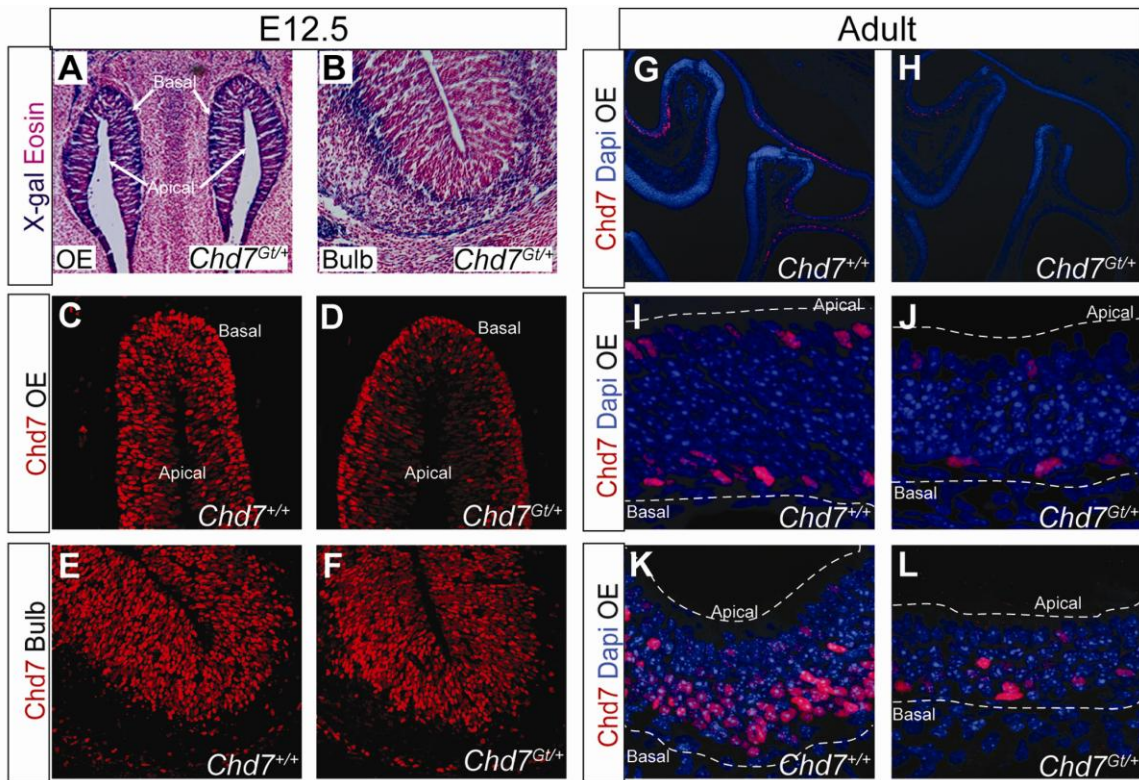 E12.5
Adult
X-gal Eosin
A
Basal
Apical
OE
Chd7Gt/+
B
Bulb
Chd7Gt/+
Chd7 OE
C
Basal
Apical
Chd7+/+
D
Basal
Apical
Chd7Gt/+
Chd7 Bulb
E
Chd7+/+
F
Chd7Gt/+
Chd7 Dapi OE
G
Chd7+/+
H
Chd7Gt/+
Chd7 Dapi OE
I
Apical
Basal
Chd7+/+
J
Apical
Basal
Chd7Gt/+
Chd7 Dapi OE
K
Apical
Basal
Chd7+/+
L
Apical
Basal
Chd7Gt/+